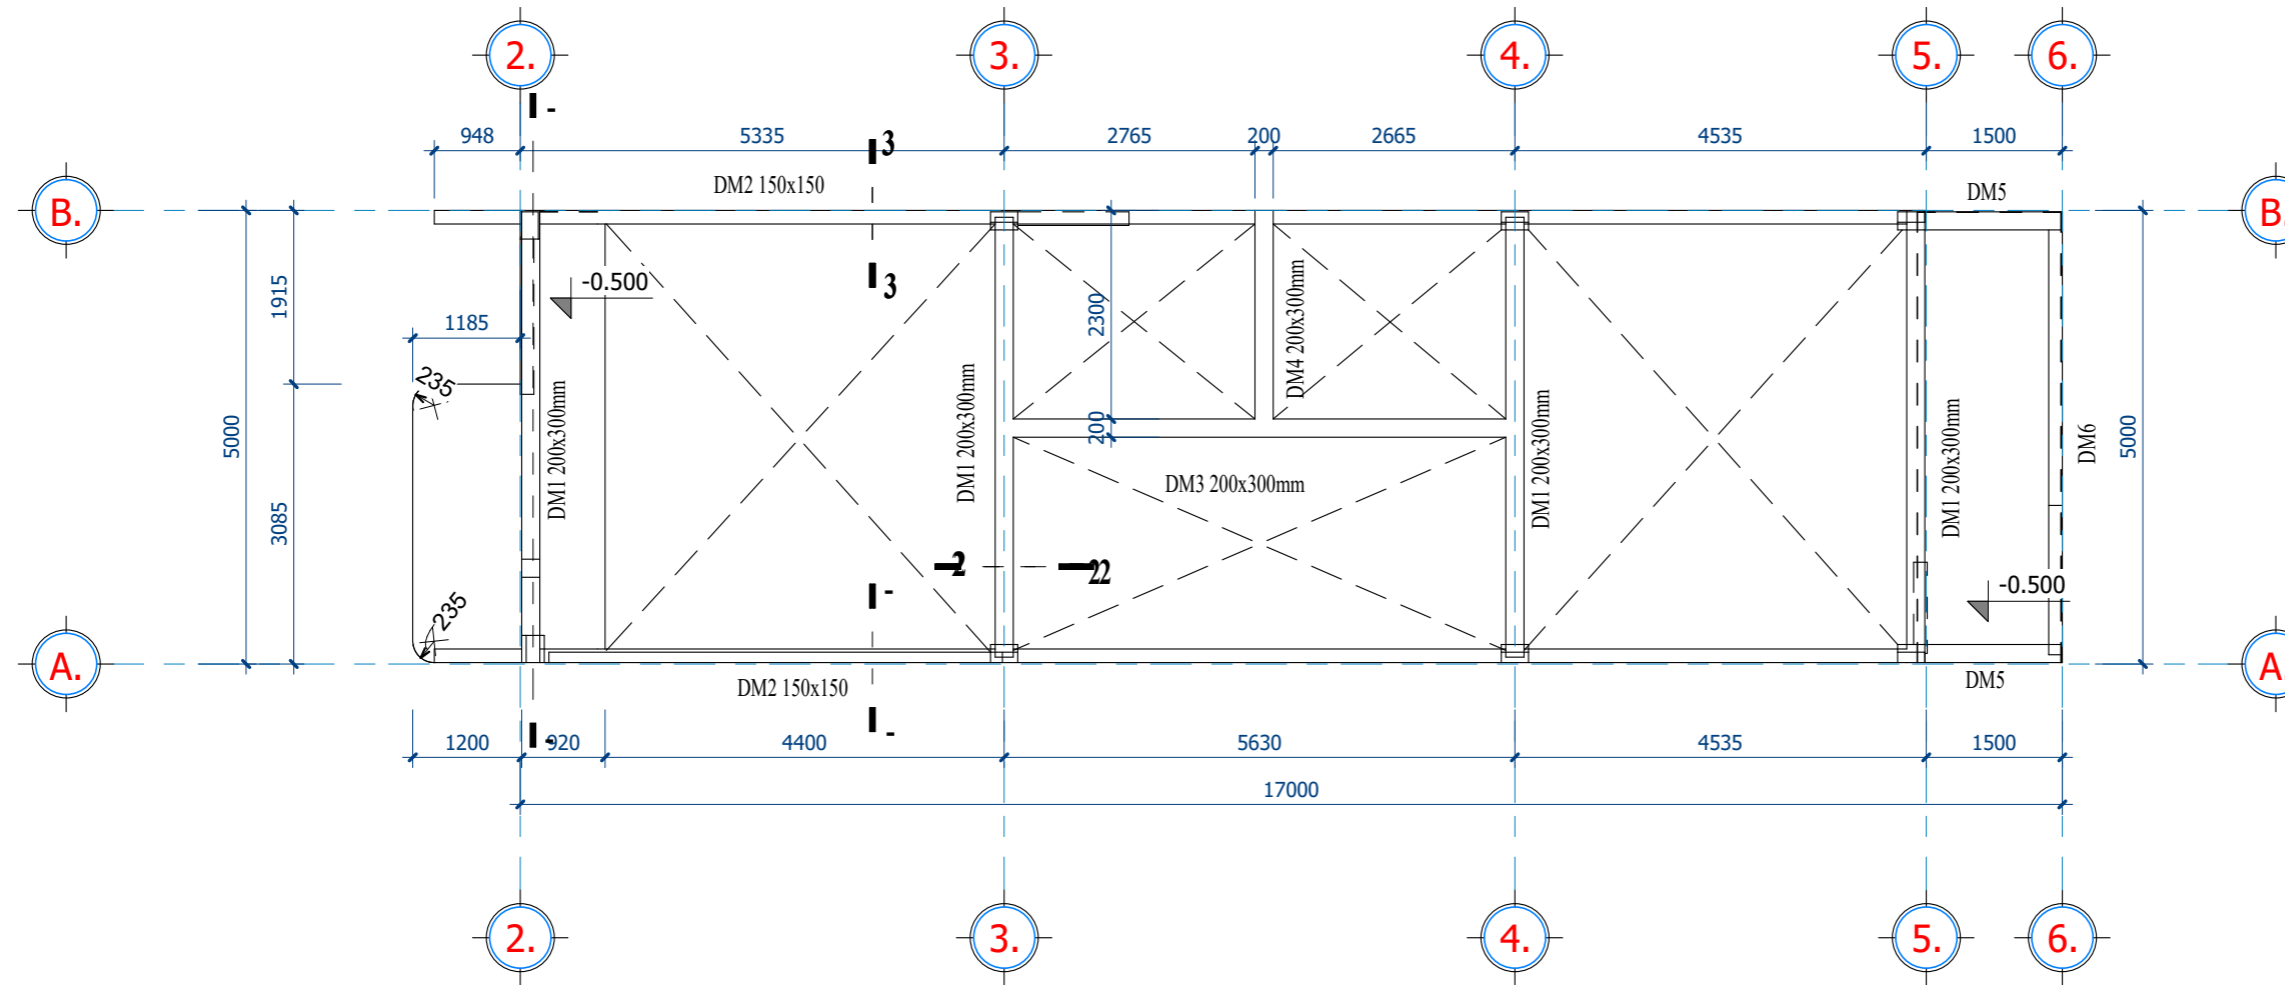 2. 3. 4. 5. 6.
-
948 5335 3 2765 200 2665 4535 1500
DM2 150x150 DM5
B. B.
-0.500 3
1915 2300 DM4 200x300mm
1185
235
5000 DM1 200x300mm DM1 200x300mm 200 DM1 200x300mm DM1 200x300mm DM6 5000
DM3 200x300mm
3085
2 22
-0.500
235 -
A. A.
DM2 150x150 DM5
- -
1200 920 4400 5630 4535 1500
17000
2. 3. 4. 5. 6.